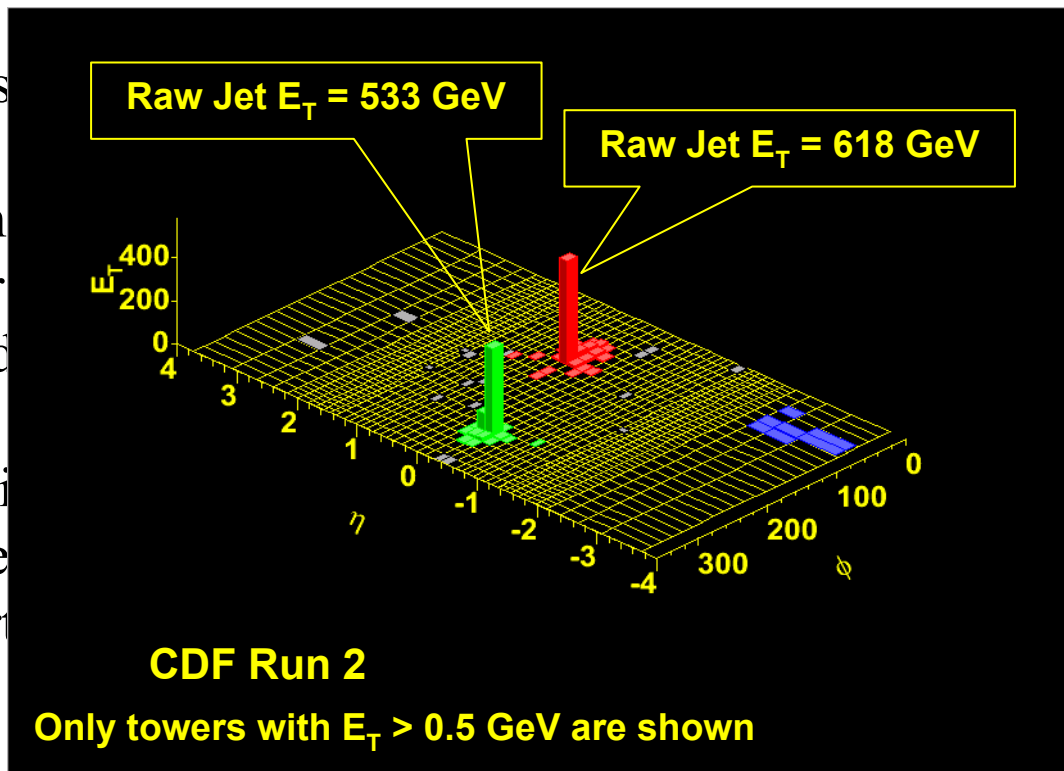 Raw Jet E_T = 533 GeV
Raw Jet E_T = 618 GeV
E_T
400
200
0
4
3
2
1
0
-1
-2
-3
-4
η
0
100
200
300
ϕ
CDF Run 2
Only towers with E_T > 0.5 GeV are shown